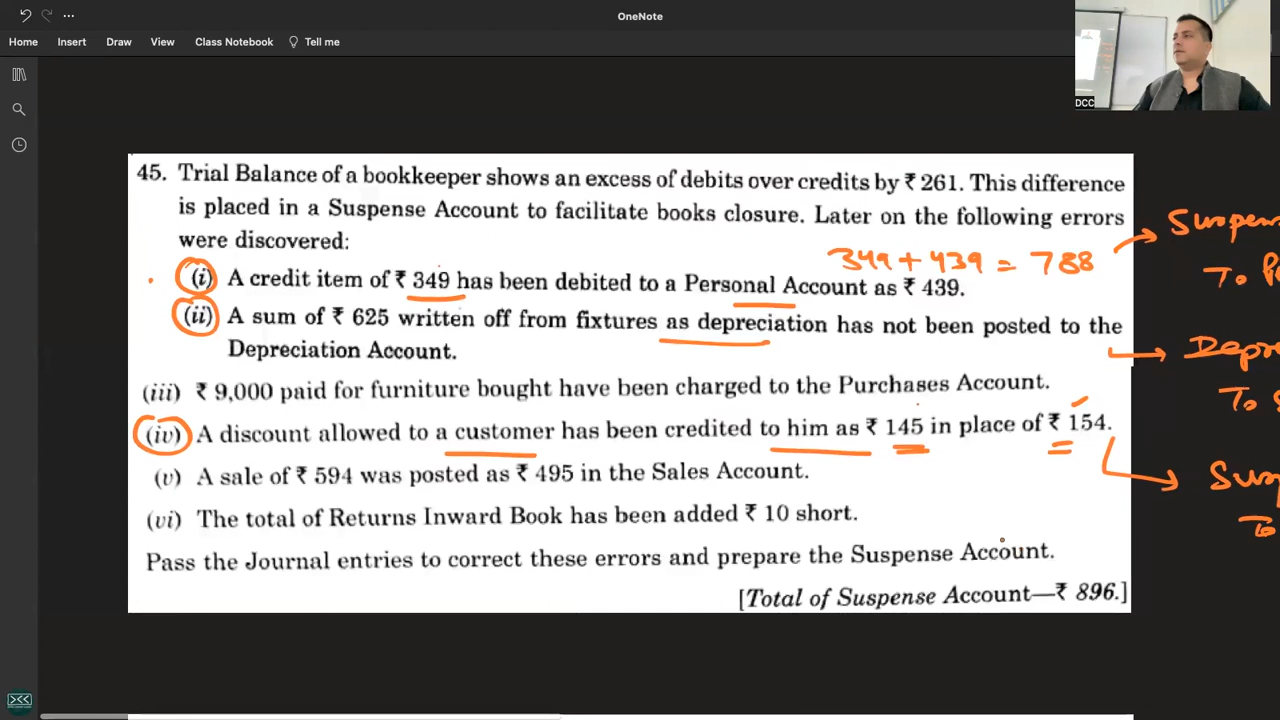 OneNote
Home Insert Draw View Class Notebook Tell me
DCC
45. Trial Balance of a bookkeeper shows an excess of debits over credits by ₹ 261. This difference
is placed in a Suspense Account to facilitate books closure. Later on the following errors
were discovered:
349 + 439 = 788
(i) A credit item of ₹ 349 has been debited to a Personal Account as ₹ 439.
(ii) A sum of ₹ 625 written off from fixtures as depreciation has not been posted to the
Depreciation Account.
(iii) ₹ 9,000 paid for furniture bought have been charged to the Purchases Account.
(iv) A discount allowed to a customer has been credited to him as ₹ 145 in place of ₹ 154.
(v) A sale of ₹ 594 was posted as ₹ 495 in the Sales Account.
(vi) The total of Returns Inward Book has been added ₹ 10 short.
Pass the Journal entries to correct these errors and prepare the Suspense Account.
[Total of Suspense Account—₹ 896.]
Suspens
To
Depre
To
Susp
To